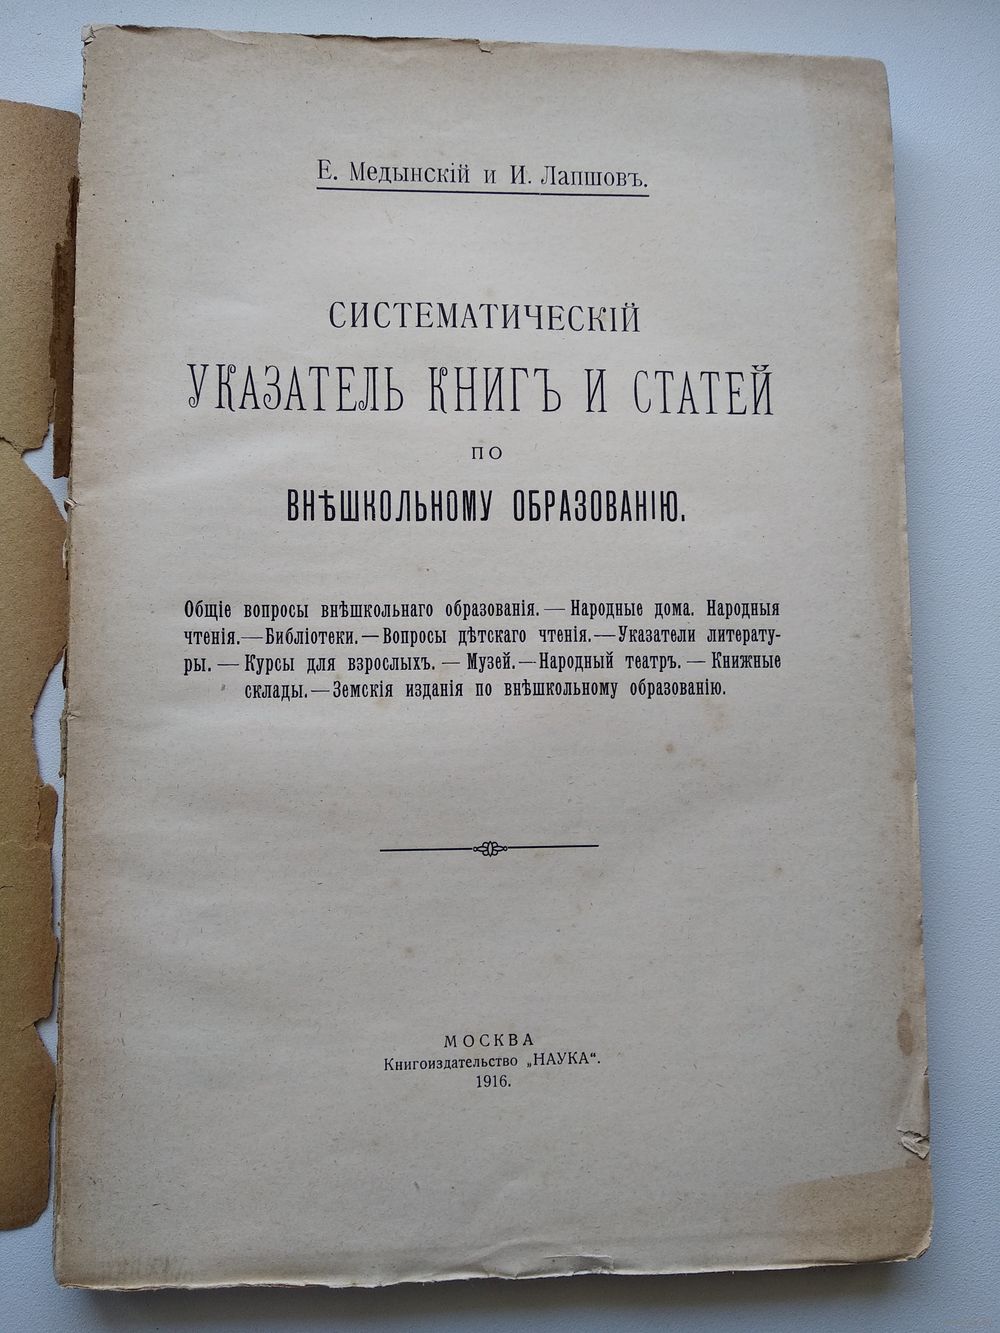 Е. Медынскій и И. Лапшовъ.
СИСТЕМАТИЧЕСКІЙ
УКАЗАТЕЛЬ КНИГЪ И СТАТЕЙ
ПО
ВНѢШКОЛЬНОМУ ОБРАЗОВАНІЮ.
Общіе вопросы внѣшкольнаго образованія. — Народные дома. Народныя
чтенія.—Библіотеки.—Вопросы дѣтскаго чтенія.—Указатели литерату-
ры. — Курсы для взрослыхъ. — Музей.—Народный театръ. — Книжные
склады.—Земскія изданія по внѣшкольному образованію.
МОСКВА
Книгоиздательство „НАУКА“.
1916.